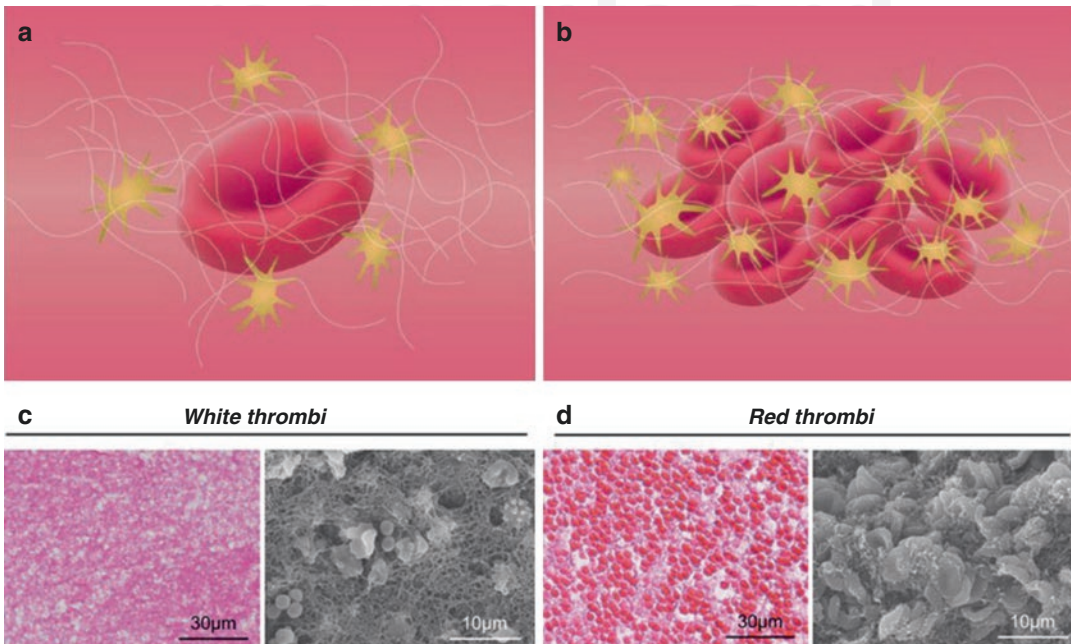 a
b
c
White thrombi
d
Red thrombi
30µm
10µm
30µm
10µm